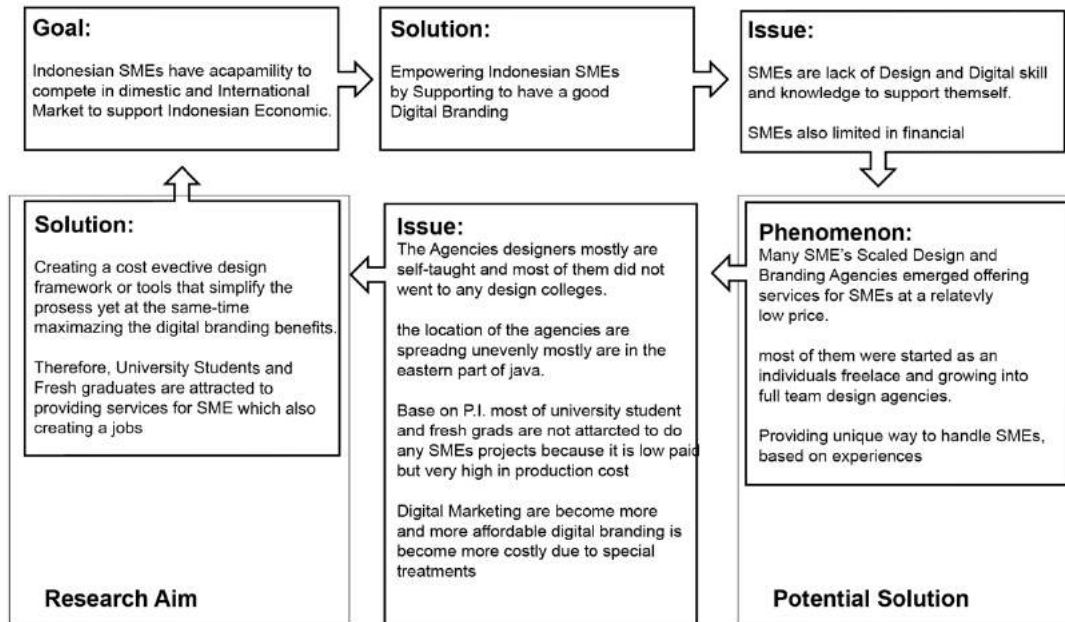 Goal:
Indonesian SMEs have acapamility to
compete in dimestic and International
Market to support Indonesian Economic.
Solution:
Empowering Indonesian SMEs
by Supporting to have a good
Digital Branding
Issue:
SMEs are lack of Design and Digital skill
and knowledge to support themself.
SMEs also limited in financial
Phenomenon:
Many SME's Scaled Design and
Branding Agencies emerged offering
services for SMEs at a relatevly
low price.
most of them were started as an
individuals freelace and growing into
full team design agencies.
Providing unique way to handle SMEs,
based on experiences
Potential Solution
Issue:
The Agencies designers mostly are
self-taught and most of them did not
went to any design colleges.
the location of the agencies are
spreadng unevenly mostly are in the
eastern part of java.
Base on P.I. most of university student
and fresh grads are not attarcted to do
any SMEs projects because it is low paid
but very high in production cost
Digital Marketing are become more
and more affordable digital branding is
become more costly due to special
treatments
Solution:
Creating a cost evective design
framework or tools that simplify the
prosess yet at the same-time
maximazing the digital branding benefits.
Therefore, University Students and
Fresh graduates are attracted to
providing services for SME which also
creating a jobs
Research Aim